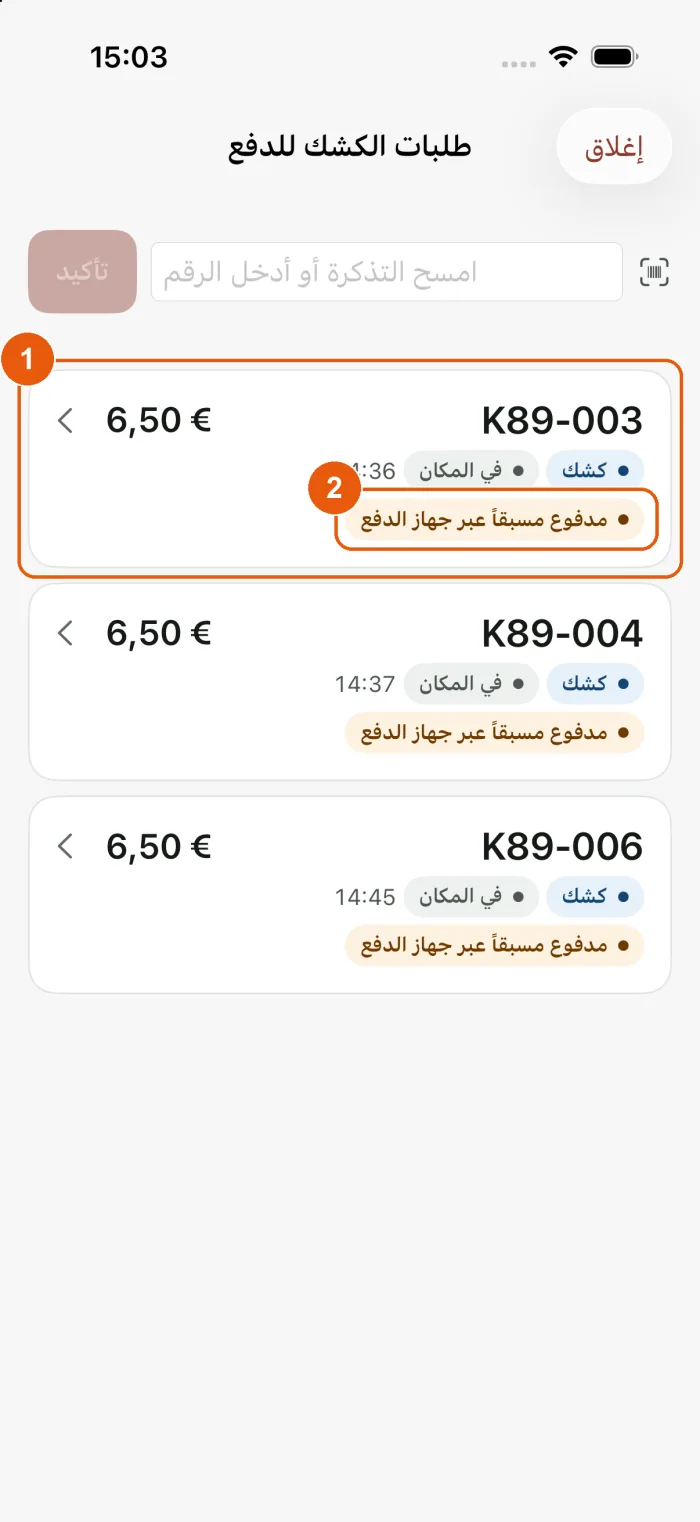 15:03
إغلاق
طلبات الكشك للدفع
امسح التذكرة أو أدخل الرقم
تأكيد
1
K89-003
6,50 €
كشك
في المكان
:36
2
مدفوع مسبقاً عبر جهاز الدفع
K89-004
6,50 €
كشك
في المكان
14:37
مدفوع مسبقاً عبر جهاز الدفع
K89-006
6,50 €
كشك
في المكان
14:45
مدفوع مسبقاً عبر جهاز الدفع